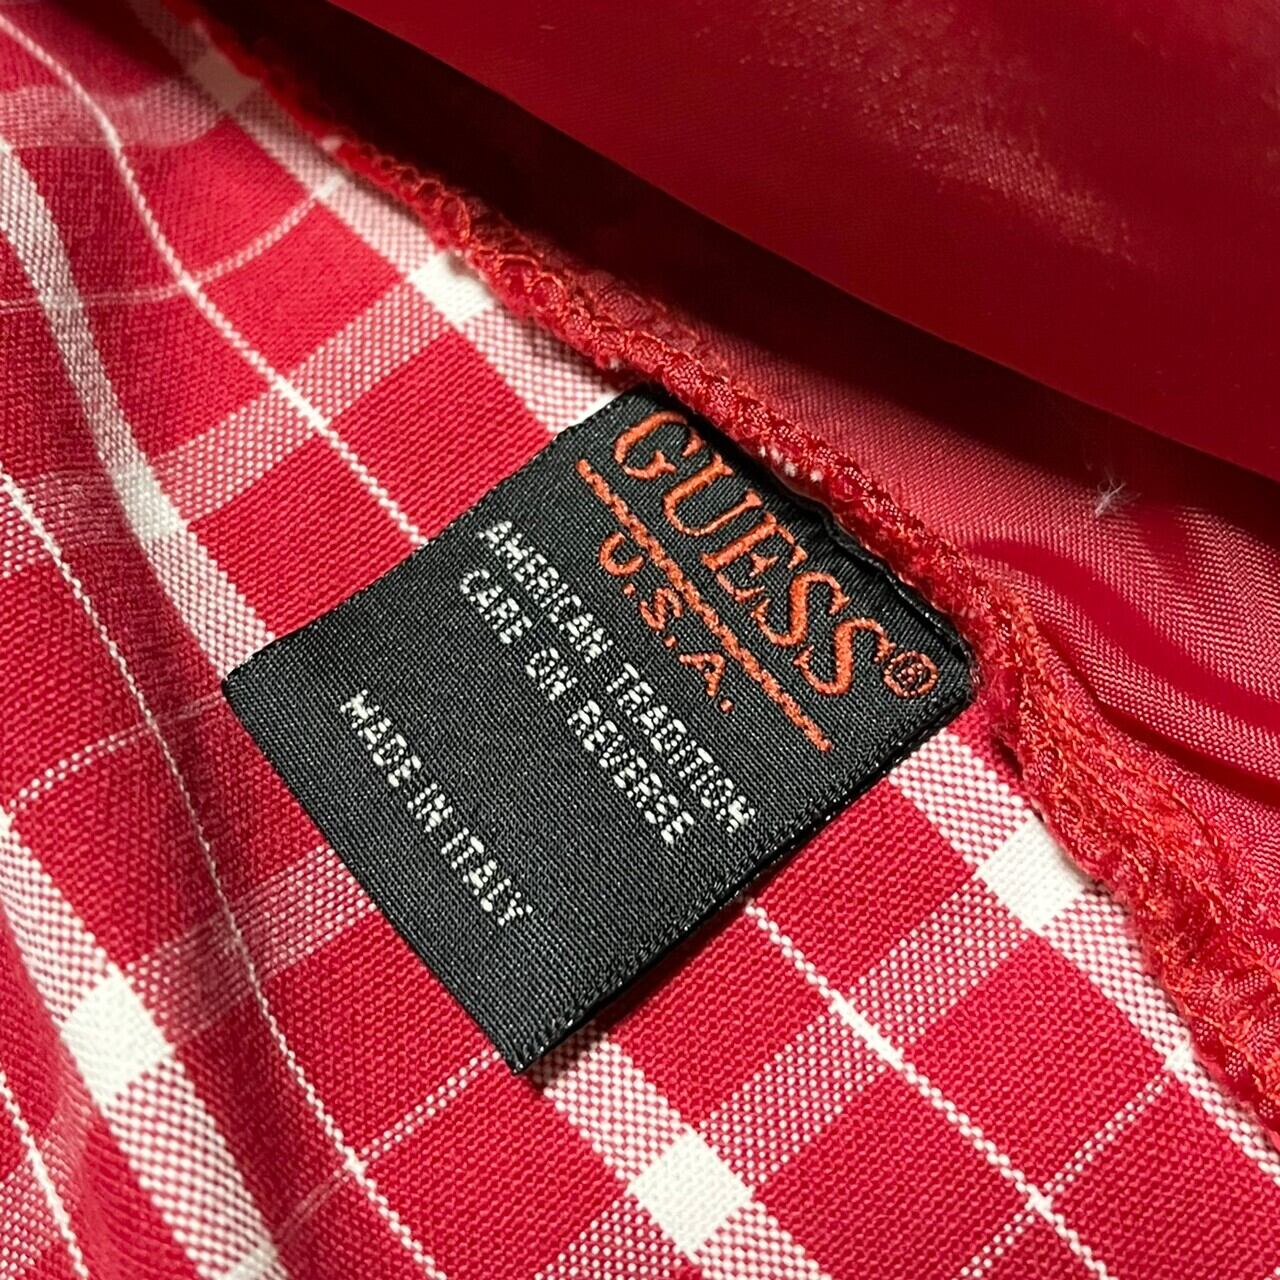 GUESS®
U.S.A.
AMERICAN TRADITION
CARE ON REVERSE
MADE IN ITALY